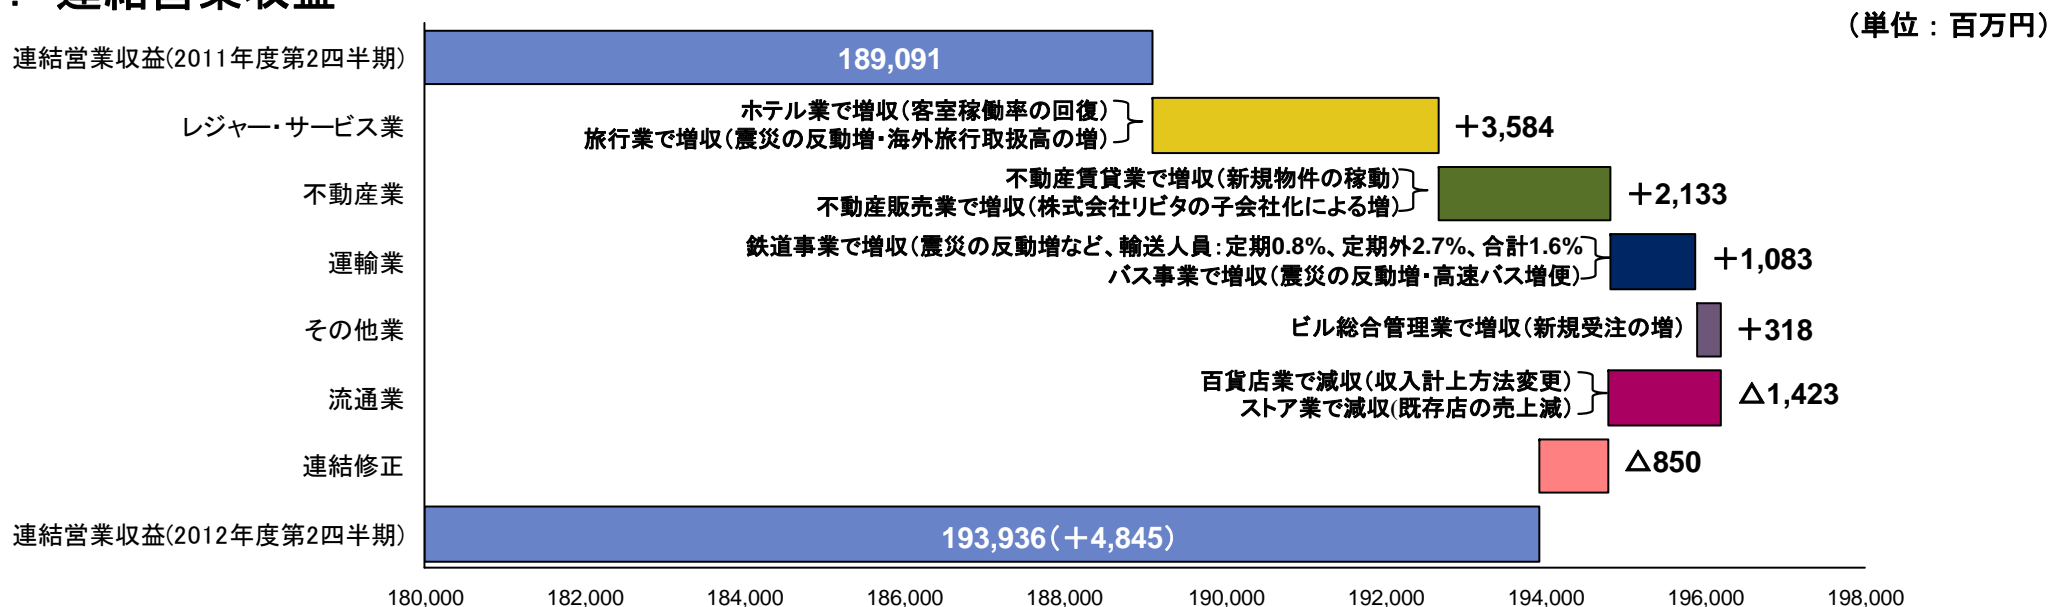 (単位：百万円)
連結営業収益(2011年度第2四半期)
189,091
レジャー・サービス業
ホテル業で増収（客室稼働率の回復）
旅行業で増収（震災の反動増・海外旅行取扱高の増）
＋3,584
不動産業
不動産賃貸業で増収（新規物件の稼動）
不動産販売業で増収（株式会社リビタの子会社化による増）
＋2,133
運輸業
鉄道事業で増収（震災の反動増など、輸送人員：定期0.8%、定期外2.7%、合計1.6%
バス事業で増収（震災の反動増・高速バス増便）
＋1,083
その他業
ビル総合管理業で増収（新規受注の増）
＋318
流通業
百貨店業で減収（収入計上方法変更）
ストア業で減収(既存店の売上減）
△1,423
連結修正
△850
連結営業収益(2012年度第2四半期)
193,936（＋4,845）
180,000 182,000 184,000 186,000 188,000 190,000 192,000 194,000 196,000 198,000